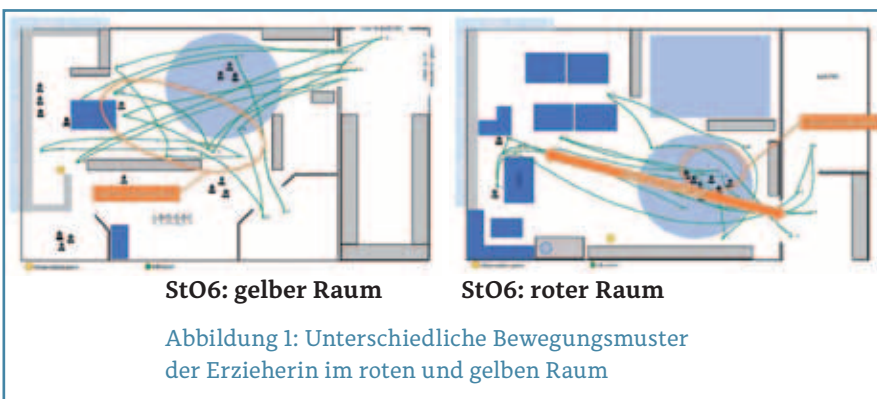 StO6: gelber Raum
StO6: roter Raum
Abbildung 1: Unterschiedliche Bewegungsmuster
der Erzieherin im roten und gelben Raum